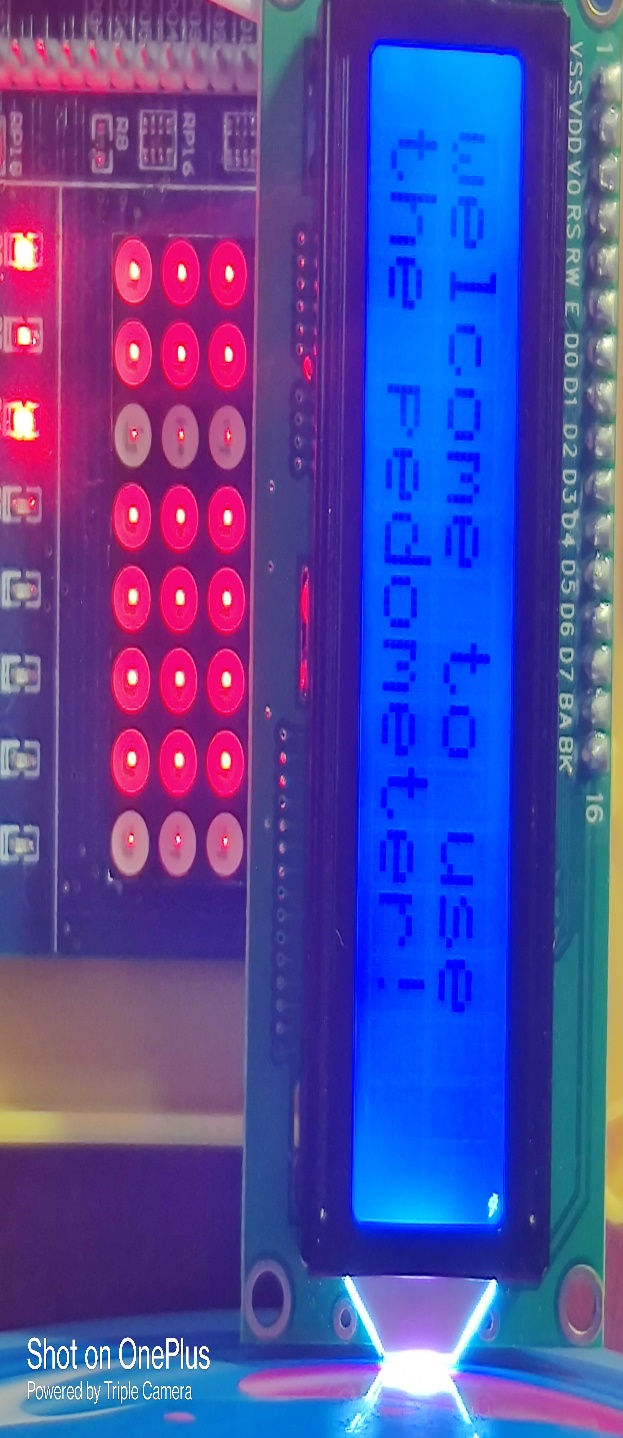 welcome to use
the Pedometer!
1
VSS VDD V0 RS RW E D0 D1 D2 D3 D4 D5 D6 D7 BA BK
16
R8
RP16
RP18
Shot on OnePlus
Powered by Triple Camera